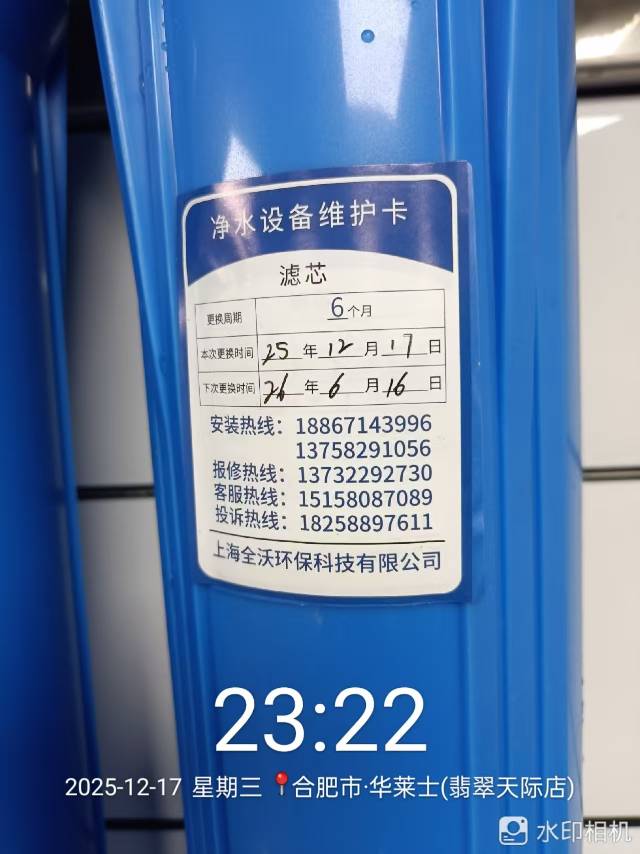 净水设备维护卡
滤芯
更换周期 6个月
本次更换时间 25年12月17日
下次更换时间 26年6月16日
安装热线：18867143996
13758291056
报修热线：13732292730
客服热线：15158087089
投诉热线：18258897611
上海全沃环保科技有限公司
23:22
2025-12-17 星期三 📍合肥市·华莱士(翡翠天际店)
水印相机